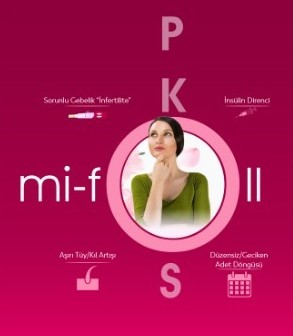 P
K
Sorunlu Gebelik "İnfertilite"
İnsülin Direnci
mi-f ll
Aşırı Tüy/Kıl Artışı
Düzensiz/Geciken
Adet Döngüsü
S